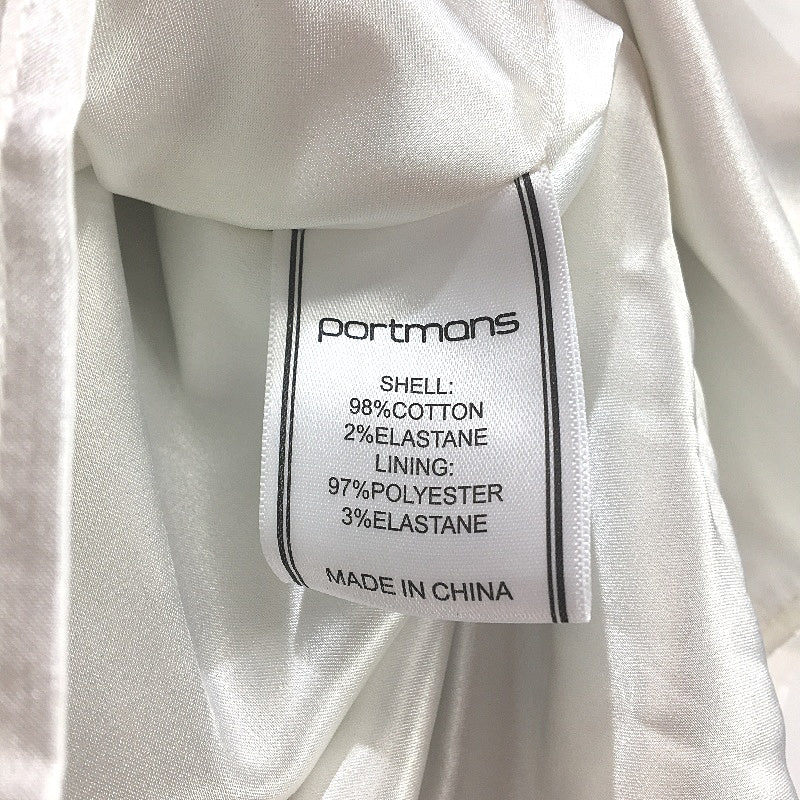 portmans
SHELL:
98%COTTON
2%ELASTANE
LINING:
97%POLYESTER
3%ELASTANE
MADE IN CHINA